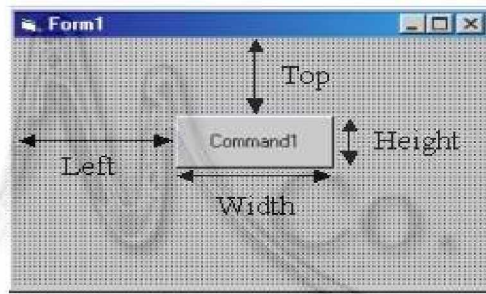 Form1
Top
Command1
Height
Left
Width